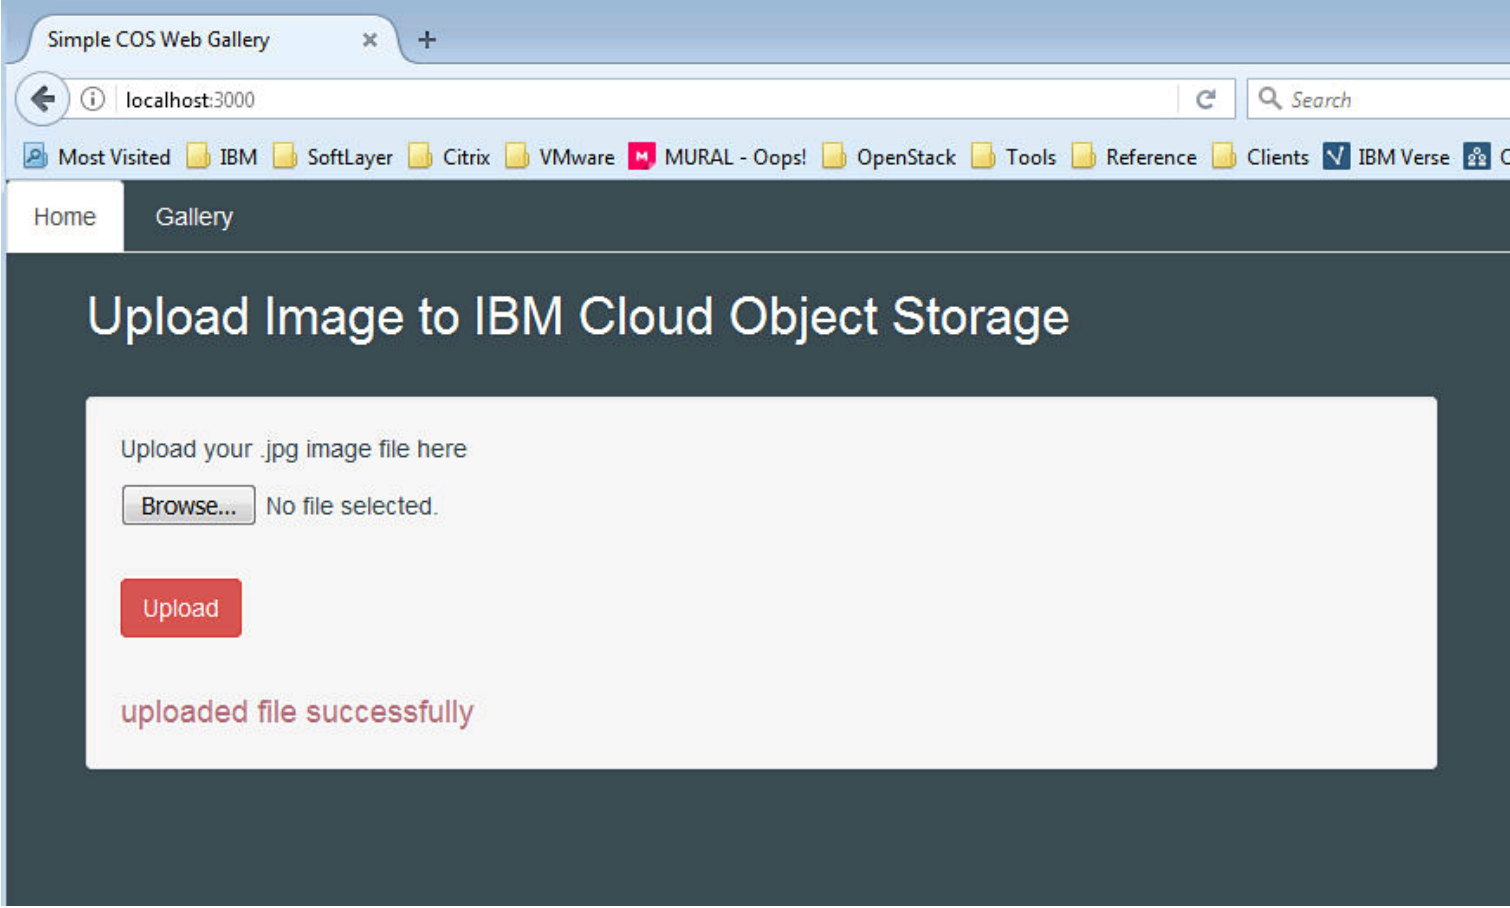 Simple COS Web Gallery
localhost:3000
Search
Most Visited IBM SoftLayer Citrix VMware MURAL - Oops! OpenStack Tools Reference Clients IBM Verse
Home Gallery
Upload Image to IBM Cloud Object Storage
Upload your .jpg image file here
Browse... No file selected.
Upload
uploaded file successfully